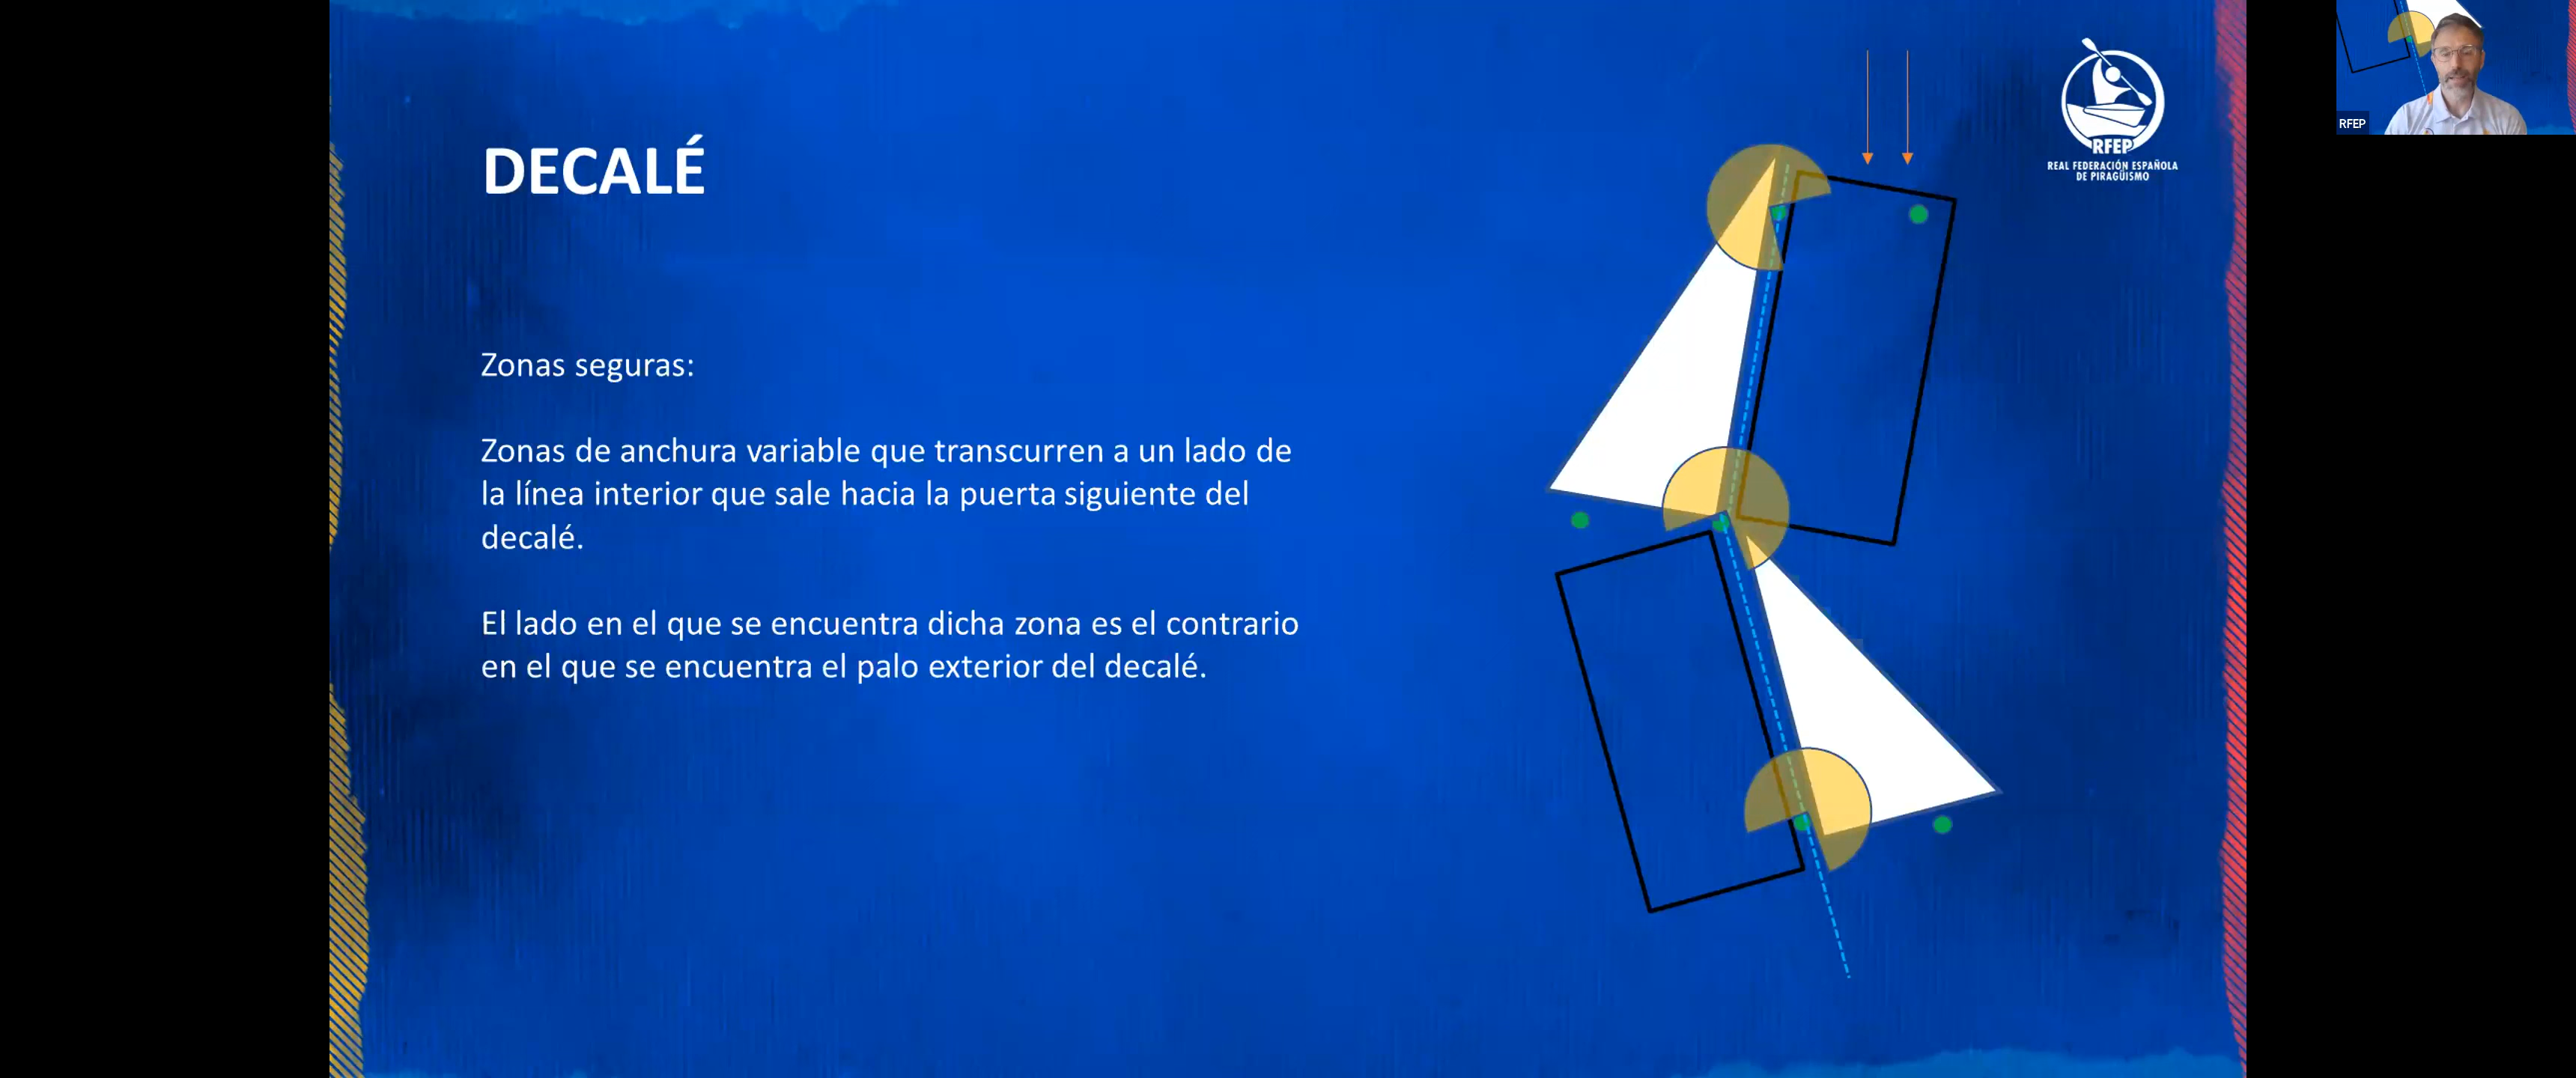 DECALÉ
Zonas seguras:
Zonas de anchura variable que transcurren a un lado de
la línea interior que sale hacia la puerta siguiente del
decalé.
El lado en el que se encuentra dicha zona es el contrario
en el que se encuentra el palo exterior del decalé.
RFEP
REAL FEDERACIÓN ESPAÑOLA
DE PIRAGÜISMO
RFEP